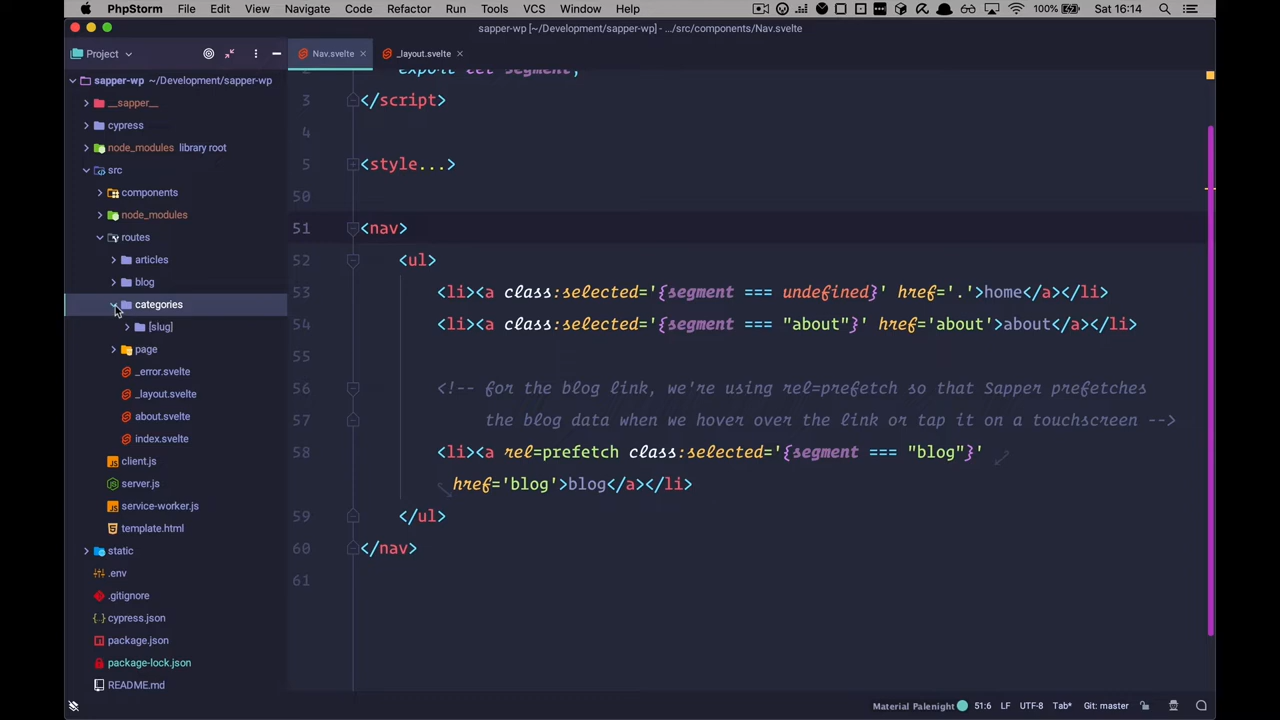 PhpStorm File Edit View Navigate Code Refactor Run Tools VCS Window Help 100% Sat 16:14
sapper-wp [~/Development/sapper-wp] - .../src/components/Nav.svelte
Project
Nav.svelte _layout.svelte
sapper-wp ~/Development/sapper-wp
__sapper__
cypress
node_modules library root
src
components
node_modules
routes
articles
blog
categories
[slug]
page
_error.svelte
_layout.svelte
about.svelte
index.svelte
client.js
server.js
service-worker.js
template.html
static
.env
.gitignore
cypress.json
package.json
package-lock.json
README.md
2 export let segment;
3 </script>
4
5 <style...>
50
51 <nav>
52 <ul>
53 <li><a class:selected='{segment === undefined}' href='.'>home</a></li>
54 <li><a class:selected='{segment === "about"}' href='about'>about</a></li>
55
56 <!-- for the blog link, we're using rel=prefetch so that Sapper prefetches
57 the blog data when we hover over the link or tap it on a touchscreen -->
58 <li><a rel=prefetch class:selected='{segment === "blog"}'
href='blog'>blog</a></li>
59 </ul>
60 </nav>
61
Material Palenight 51:6 LF UTF-8 Tab* Git: master